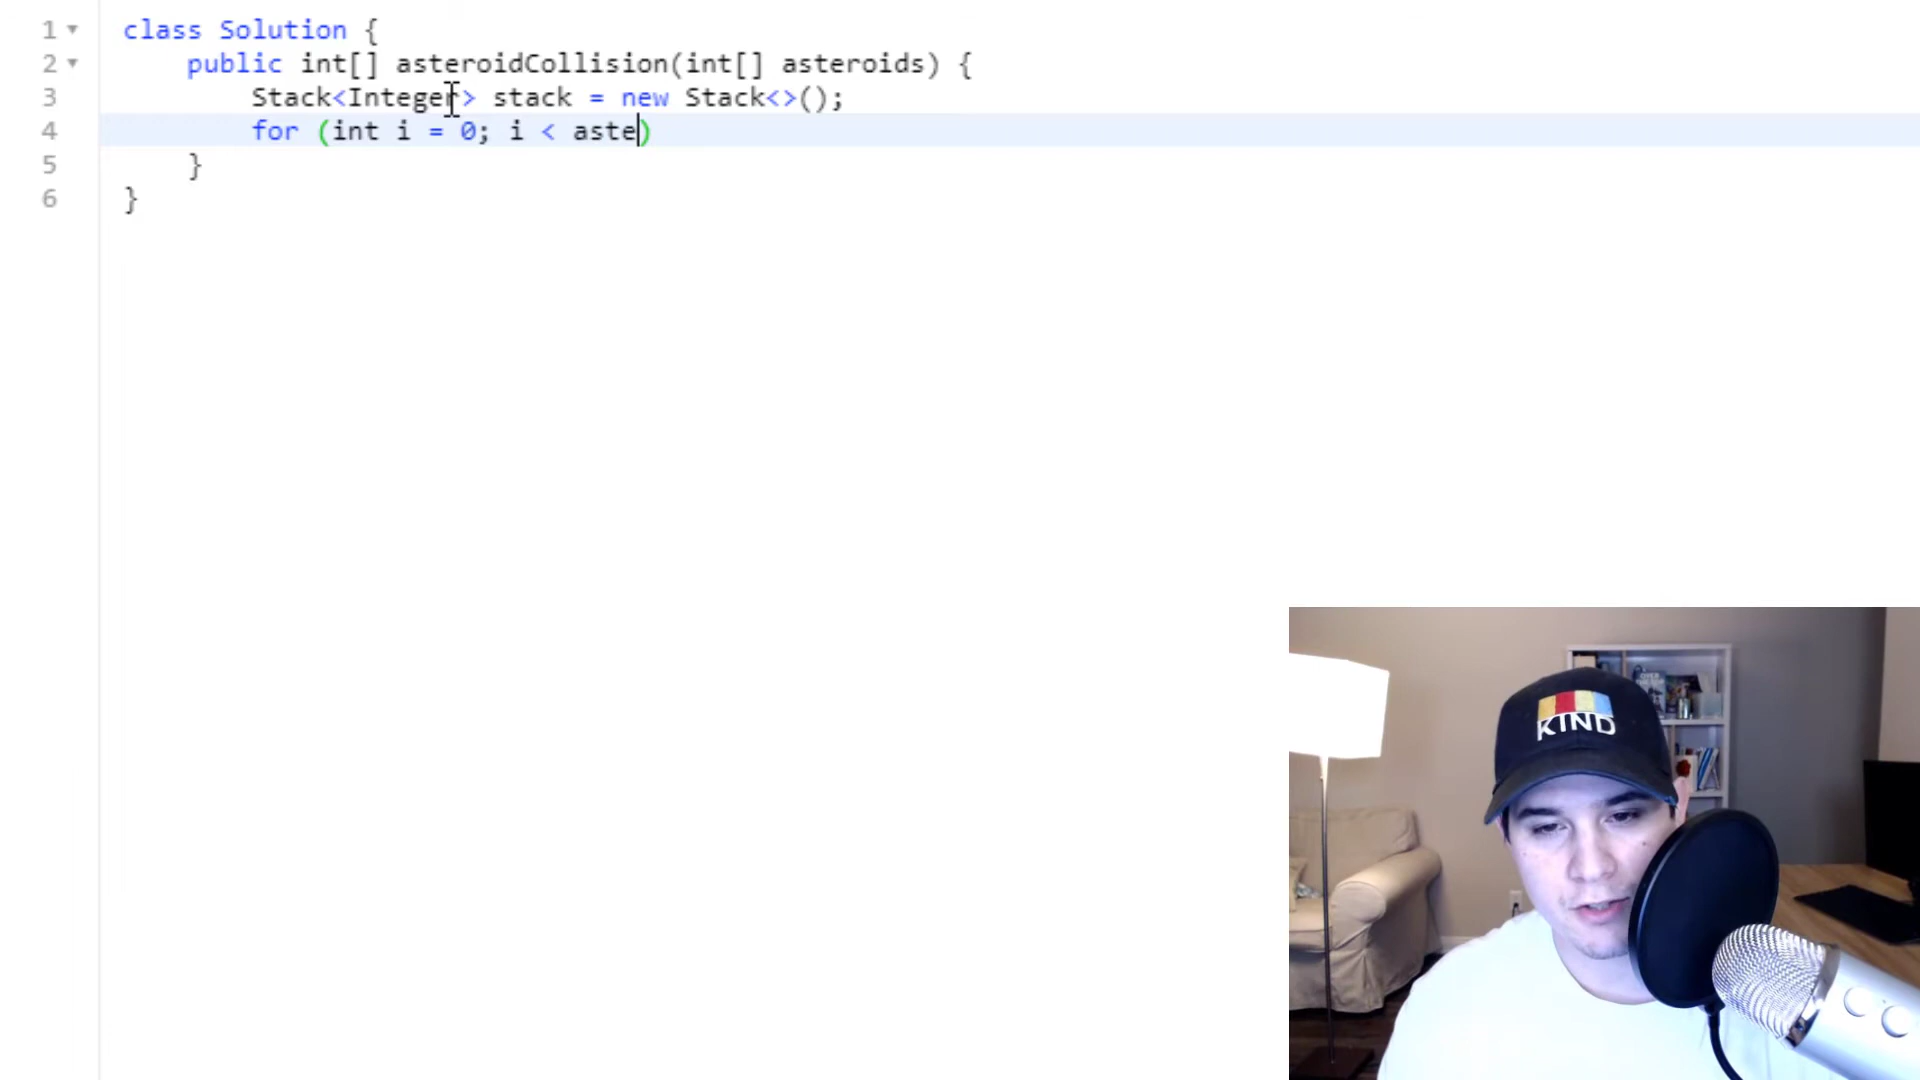 1 class Solution {
2 public int[] asteroidCollision(int[] asteroids) {
3 Stack<Integer> stack = new Stack<>();
4 for (int i = 0; i < aste)
5 }
6 }
KIND